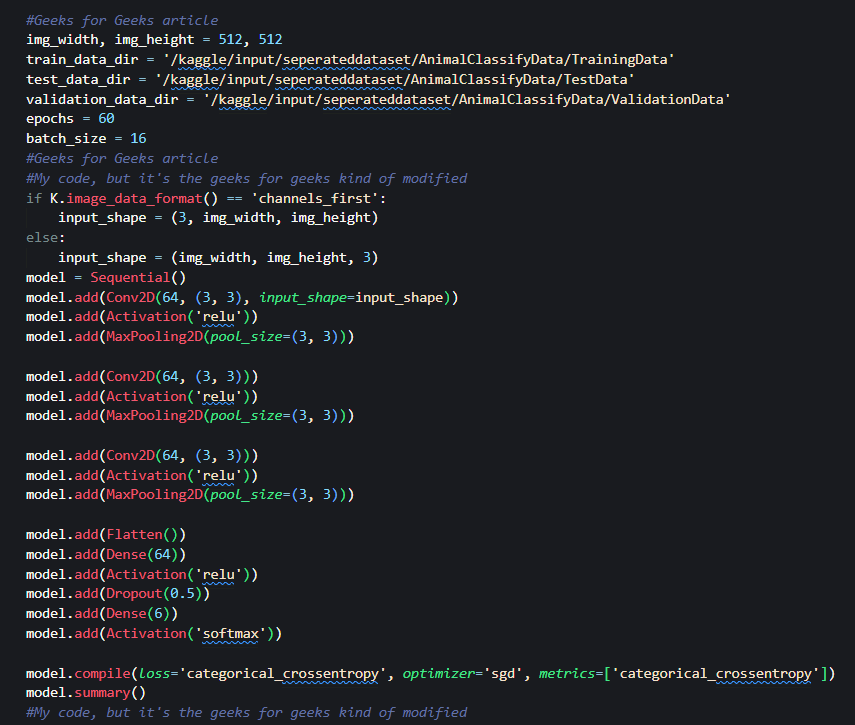 #Geeks for Geeks article
img_width, img_height = 512, 512
train_data_dir = '/kaggle/input/seperateddataset/AnimalClassifyData/TrainingData'
test_data_dir = '/kaggle/input/seperateddataset/AnimalClassifyData/TestData'
validation_data_dir = '/kaggle/input/seperateddataset/AnimalClassifyData/ValidationData'
epochs = 60
batch_size = 16
#Geeks for Geeks article
#My code, but it's the geeks for geeks kind of modified
if K.image_data_format() == 'channels_first':
    input_shape = (3, img_width, img_height)
else:
    input_shape = (img_width, img_height, 3)
model = Sequential()
model.add(Conv2D(64, (3, 3), input_shape=input_shape))
model.add(Activation('relu'))
model.add(MaxPooling2D(pool_size=(3, 3)))

model.add(Conv2D(64, (3, 3)))
model.add(Activation('relu'))
model.add(MaxPooling2D(pool_size=(3, 3)))

model.add(Conv2D(64, (3, 3)))
model.add(Activation('relu'))
model.add(MaxPooling2D(pool_size=(3, 3)))

model.add(Flatten())
model.add(Dense(64))
model.add(Activation('relu'))
model.add(Dropout(0.5))
model.add(Dense(6))
model.add(Activation('softmax'))

model.compile(loss='categorical_crossentropy', optimizer='sgd', metrics=['categorical_crossentropy'])
model.summary()
#My code, but it's the geeks for geeks kind of modified